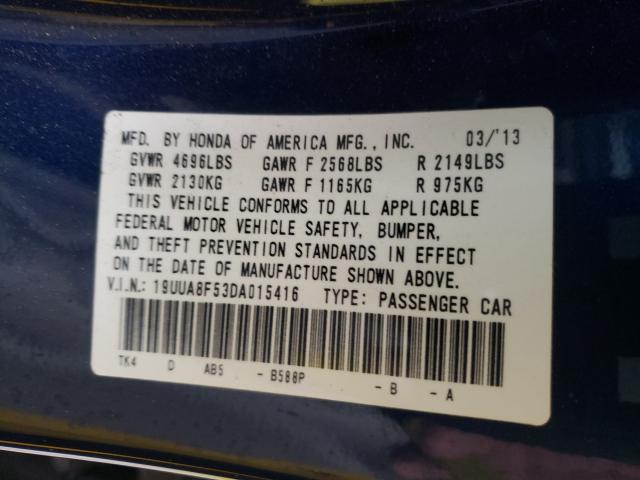 MFD. BY HONDA OF AMERICA MFG., INC. 03/'13
GVWR 4696LBS GAWR F 2568LBS R 2149LBS
GVWR 2130KG GAWR F 1165KG R 975KG
THIS VEHICLE CONFORMS TO ALL APPLICABLE
FEDERAL MOTOR VEHICLE SAFETY, BUMPER,
AND THEFT PREVENTION STANDARDS IN EFFECT
ON THE DATE OF MANUFACTURE SHOWN ABOVE.
V.I.N.: 19UUA8F53DA015416 TYPE: PASSENGER CAR
TK4 D AB5 - B588P - B - A